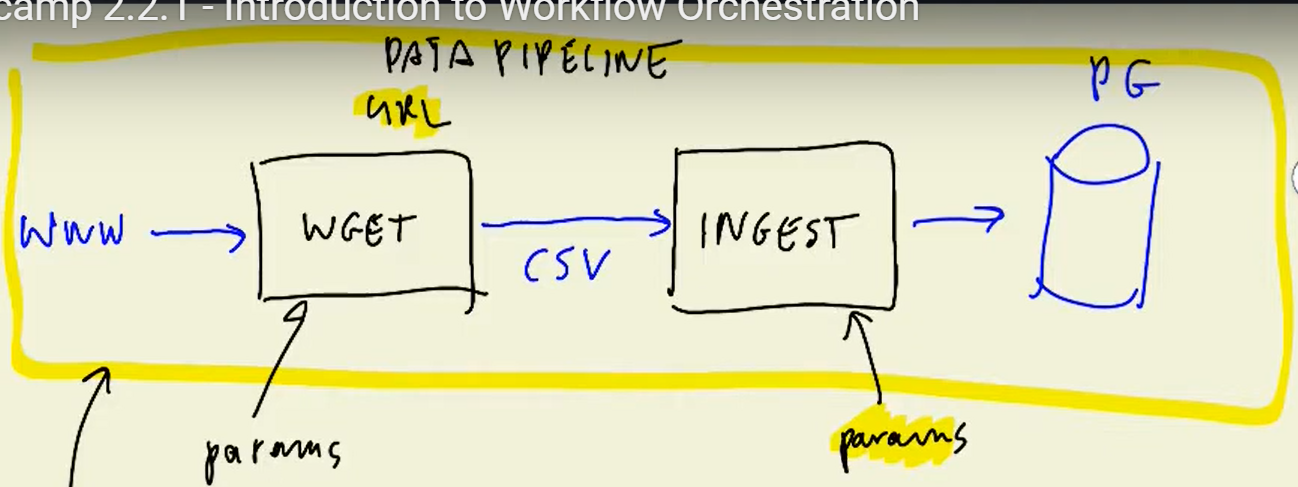 camp 2.2.1 - Introduction to Workflow Orchestration
DATA PIPELINE
PG
URL
WWW
WGET
CSV
INGEST
params
params